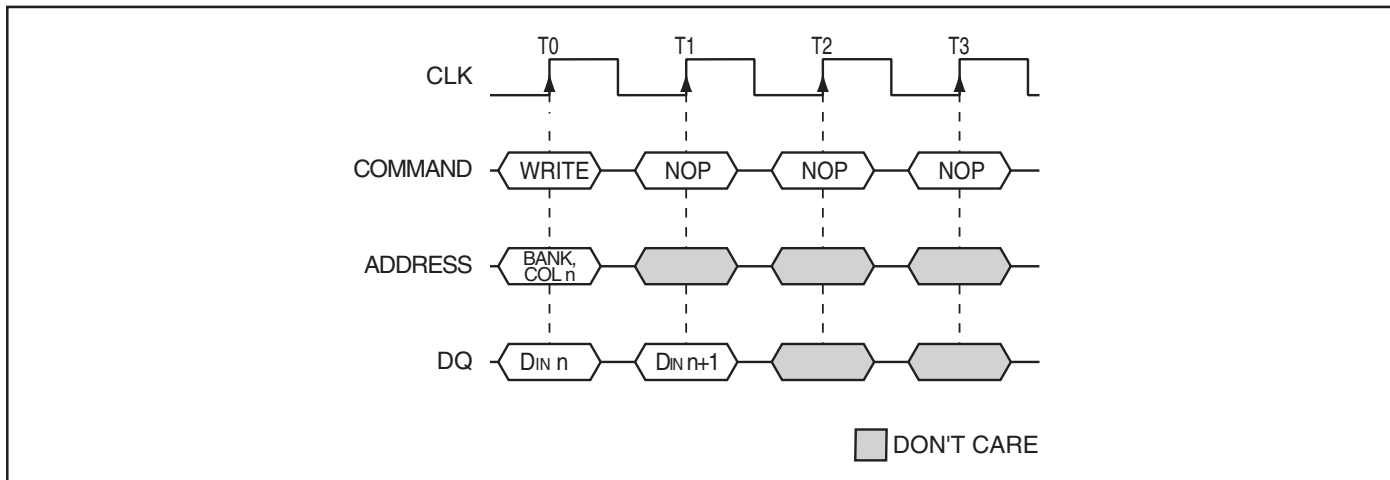 T0 T1 T2 T3
CLK
COMMAND WRITE NOP NOP NOP
ADDRESS BANK, COL n
DQ DIN n DIN n+1
DON'T CARE